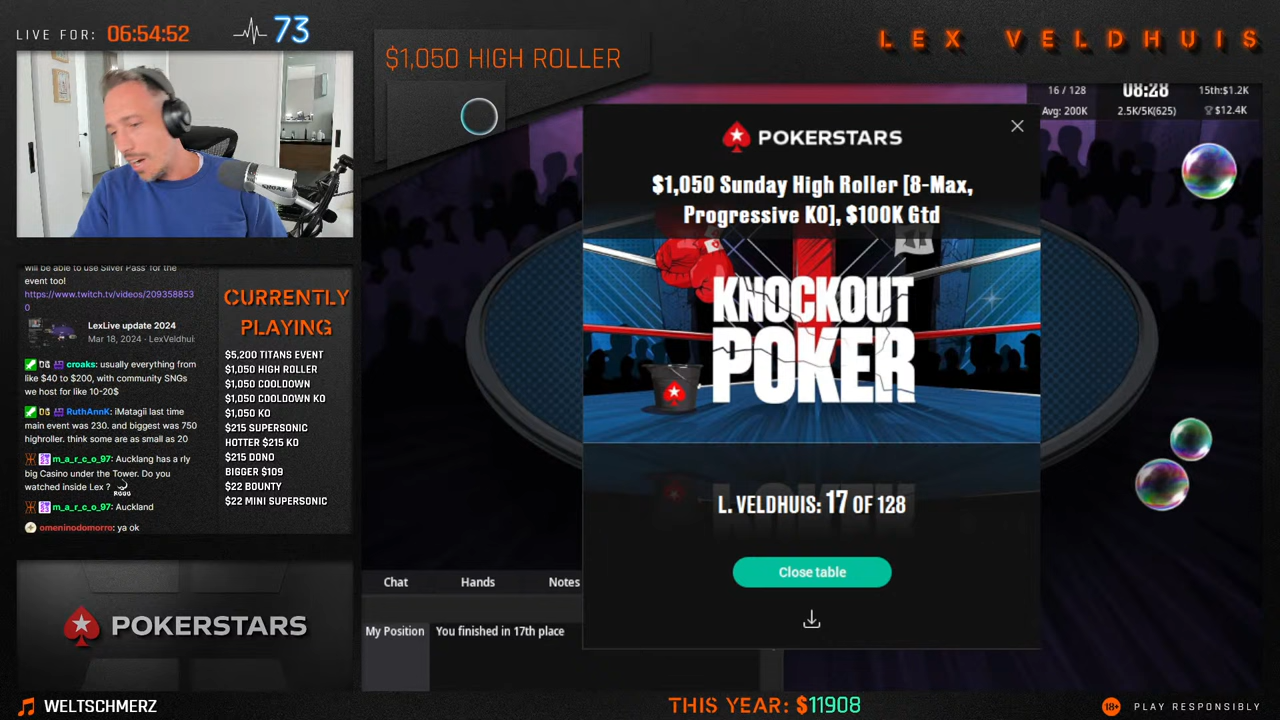 LIVE FOR: 06:54:52 73
$1,050 HIGH ROLLER
LEX VELDHUIS
16 / 128 08:28 15th:$1.2K
Avg: 200K 2.5K/5K(625) $12.4K
POKERSTARS
$1,050 Sunday High Roller [8-Max,
Progressive KO], $100K Gtd
KNOCKOUT
POKER
L. VELDHUIS: 17 OF 128
Close table
will be able to use Silver Pass for the
event too!
https://www.twitch.tv/videos/209358853
0
LexLive update 2024
Mar 18, 2024 - LexVeldhui
croaks: usually everything from
like $40 to $200, with community SNGs
we host for like 10-20$
RuthAnnK: iMatagii last time
main event was 230. and biggest was 750
highroller. think some are as small as 20
m_a_r_c_o_97: Aucklang has a rly
big Casino under the Tower. Do you
watched inside Lex ?
m_a_r_c_o_97: Auckland
omeninodomorro: ya ok
CURRENTLY
PLAYING
$5,200 TITANS EVENT
$1,050 HIGH ROLLER
$1,050 COOLDOWN
$1,050 COOLDOWN KO
$1,050 KO
$215 SUPERSONIC
HOTTER $215 KO
$215 DONO
BIGGER $109
$22 BOUNTY
$22 MINI SUPERSONIC
POKERSTARS
Chat Hands Notes
My Position You finished in 17th place
WELTSCHMERZ
THIS YEAR: $11908
18+ PLAY RESPONSIBLY